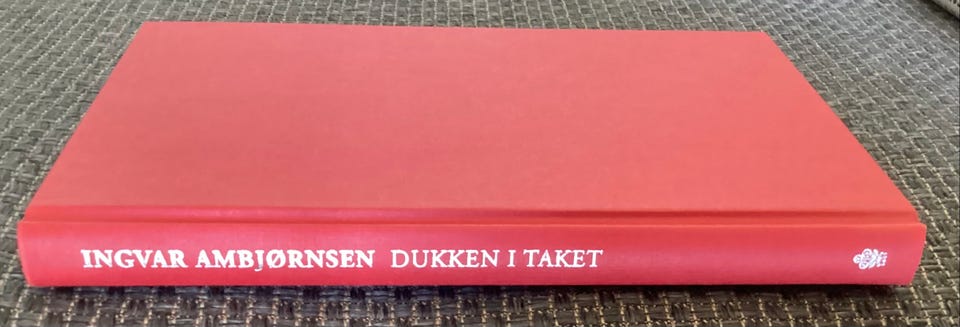 INGVAR AMBJØRNSEN DUKKEN I TAKET